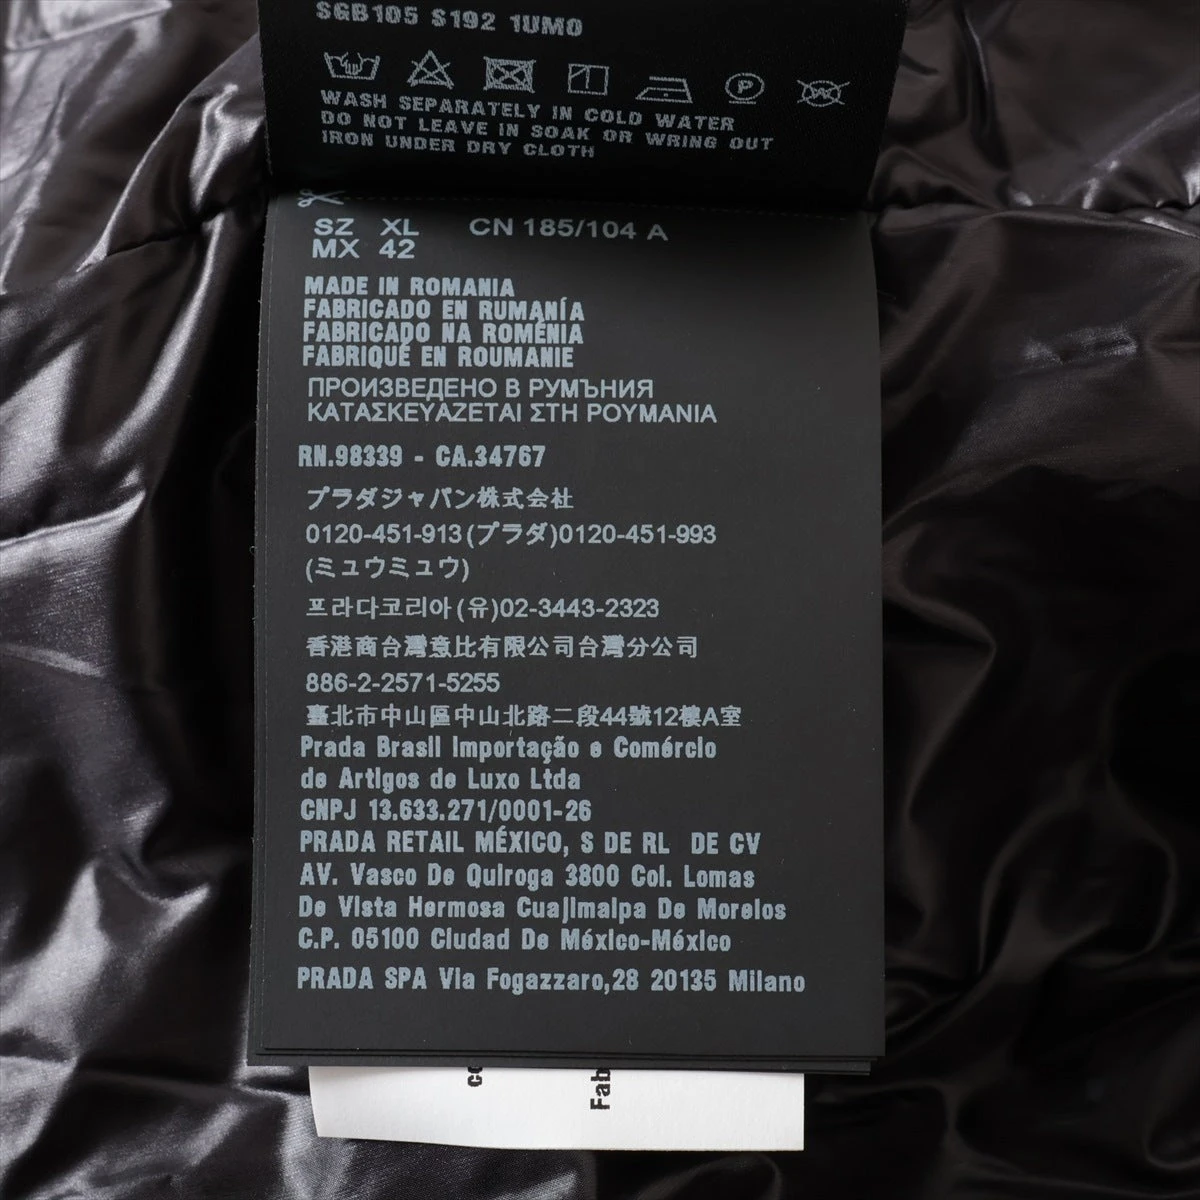 SGB105 S192 1UMO
WASH SEPARATELY IN COLD WATER
DO NOT LEAVE IN SOAK OR WRING OUT
IRON UNDER DRY CLOTH
SZ XL CN 185/104 A
MX 42
MADE IN ROMANIA
FABRICADO EN RUMANÍA
FABRICADO NA ROMÉNIA
FABRIQUÉ EN ROUMANIE
ПРОИЗВЕДЕНО В РУМЪНИЯ
ΚΑΤΑΣΚΕΥΑΖΕΤΑΙ ΣΤΗ ΡΟΥΜΑΝΙΑ
RN.98339 - CA.34767
プラダジャパン株式会社
0120-451-913(プラダ)0120-451-993
(ミュウミュウ)
프라다코리아(유)02-3443-2323
香港商台灣意比有限公司台灣分公司
886-2-2571-5255
臺北市中山區中山北路二段44號12樓A室
Prada Brasil Importação e Comércio
de Artigos de Luxo Ltda
CNPJ 13.633.271/0001-26
PRADA RETAIL MÉXICO, S DE RL DE CV
AV. Vasco De Quiroga 3800 Col. Lomas
De Vista Hermosa Cuajimalpa De Morelos
C.P. 05100 Ciudad De México-México
PRADA SPA Via Fogazzaro,28 20135 Milano
Fab